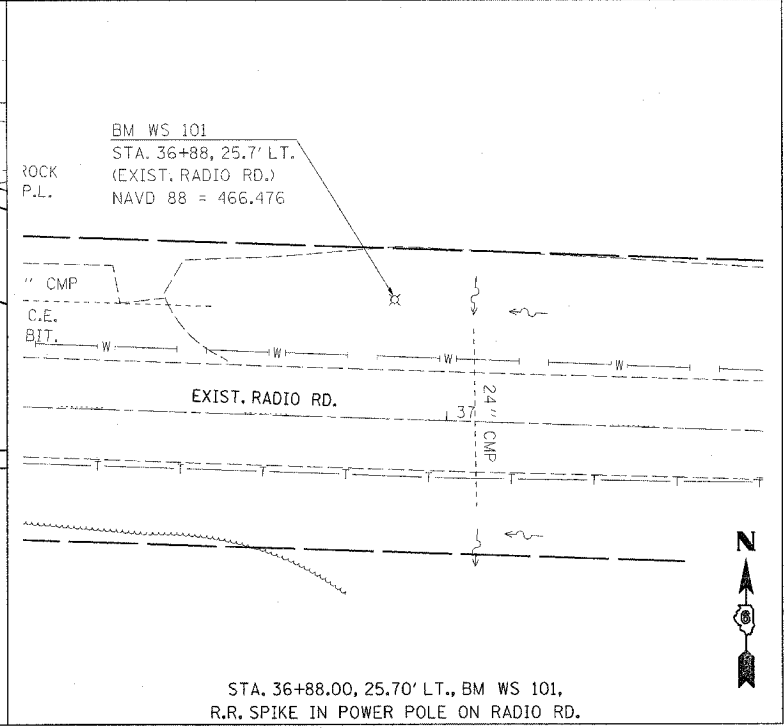 BM WS 101
STA. 36+88, 25.7' LT.
(EXIST. RADIO RD.)
NAVD 88 = 466.476
P.L.
" CMP
C.E.
BIT.
W W W W
EXIST. RADIO RD.
37
24" CMP
T T T T T T T T T
N
6
STA. 36+88.00, 25.70' LT., BM WS 101,
R.R. SPIKE IN POWER POLE ON RADIO RD.